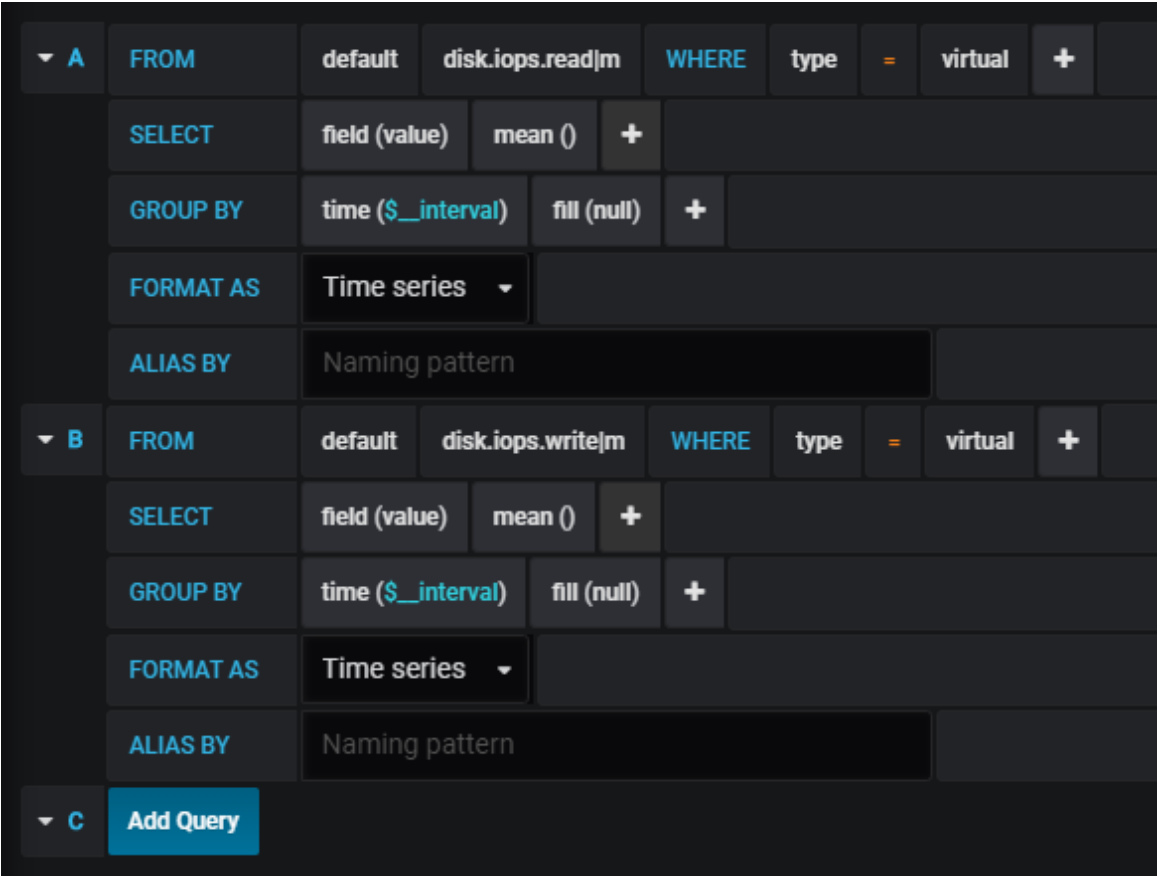 A FROM default disk.iops.read|m WHERE type = virtual +
SELECT field (value) mean () +
GROUP BY time ($__interval) fill (null) +
FORMAT AS Time series
ALIAS BY Naming pattern
B FROM default disk.iops.write|m WHERE type = virtual +
SELECT field (value) mean () +
GROUP BY time ($__interval) fill (null) +
FORMAT AS Time series
ALIAS BY Naming pattern
C Add Query